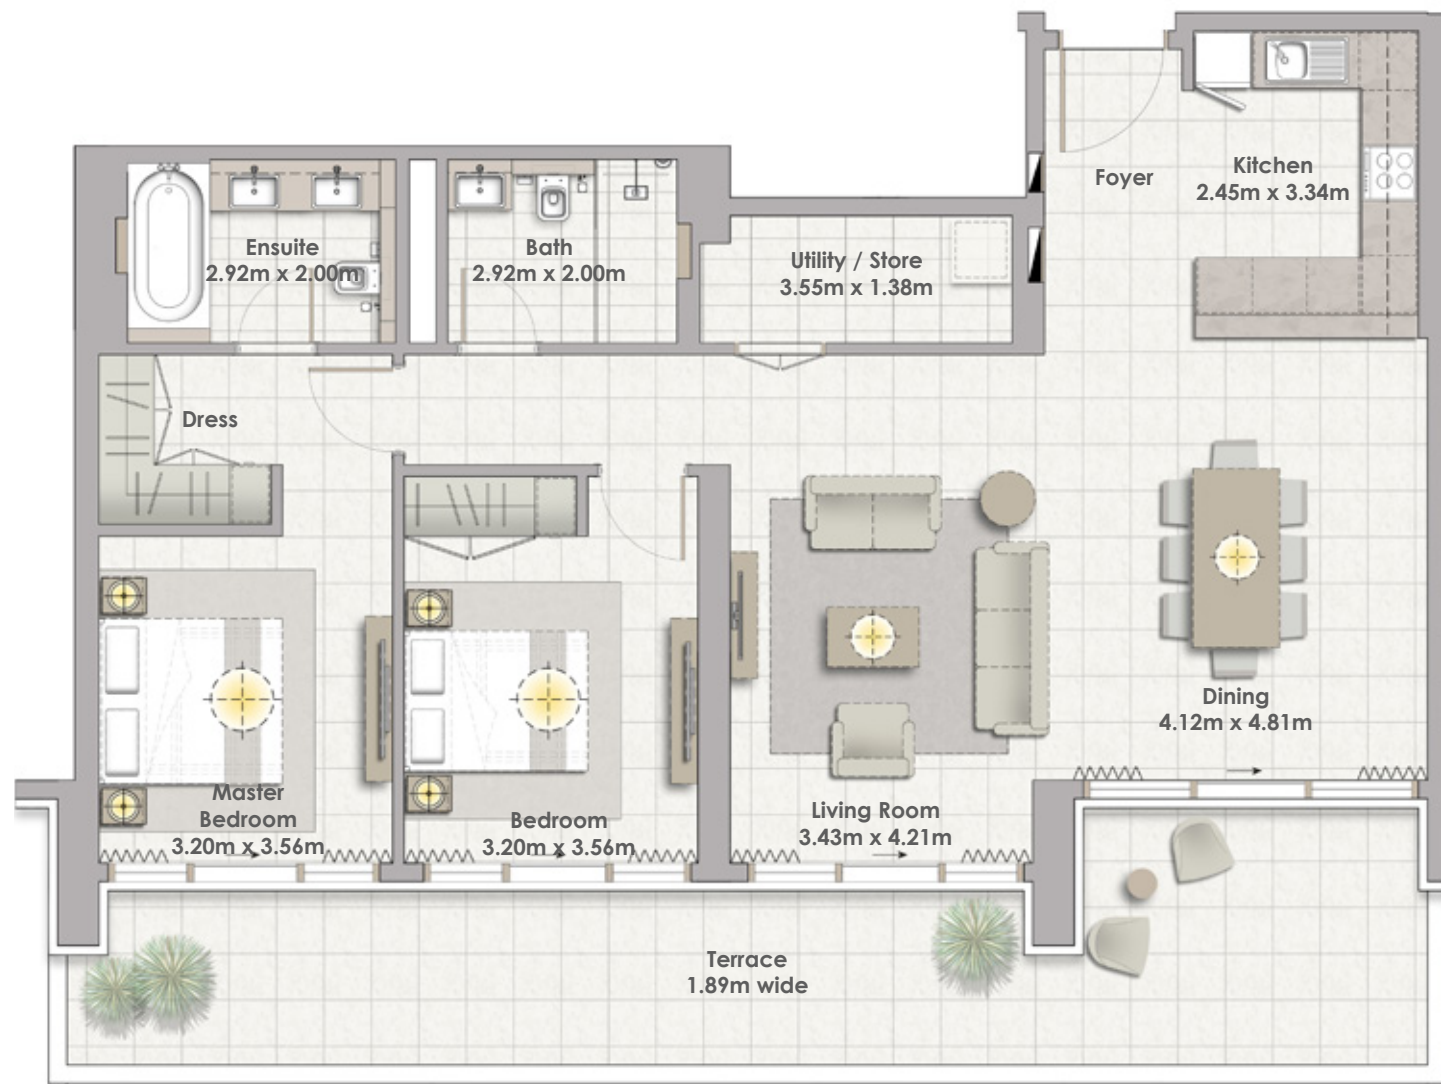 Foyer
Kitchen
2.45m x 3.34m
Ensuite
2.92m x 2.00m
Bath
2.92m x 2.00m
Utility / Store
3.55m x 1.38m
Dress
Dining
4.12m x 4.81m
Master
Bedroom
3.20m x 3.56m
Bedroom
3.20m x 3.56m
Living Room
3.43m x 4.21m
Terrace
1.89m wide